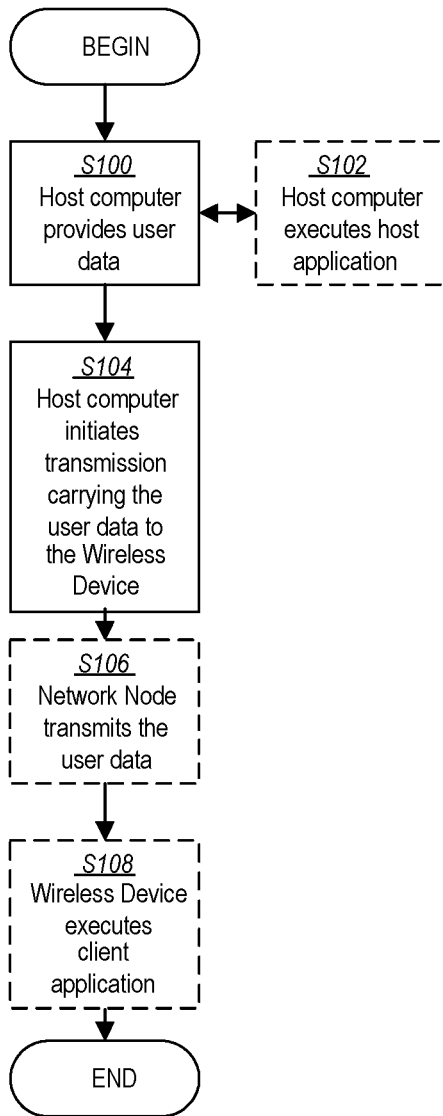 BEGIN
S100
Host computer
provides user
data
S102
Host computer
executes host
application
S104
Host computer
initiates
transmission
carrying the
user data to
the Wireless
Device
S106
Network Node
transmits the
user data
S108
Wireless Device
executes
client
application
END